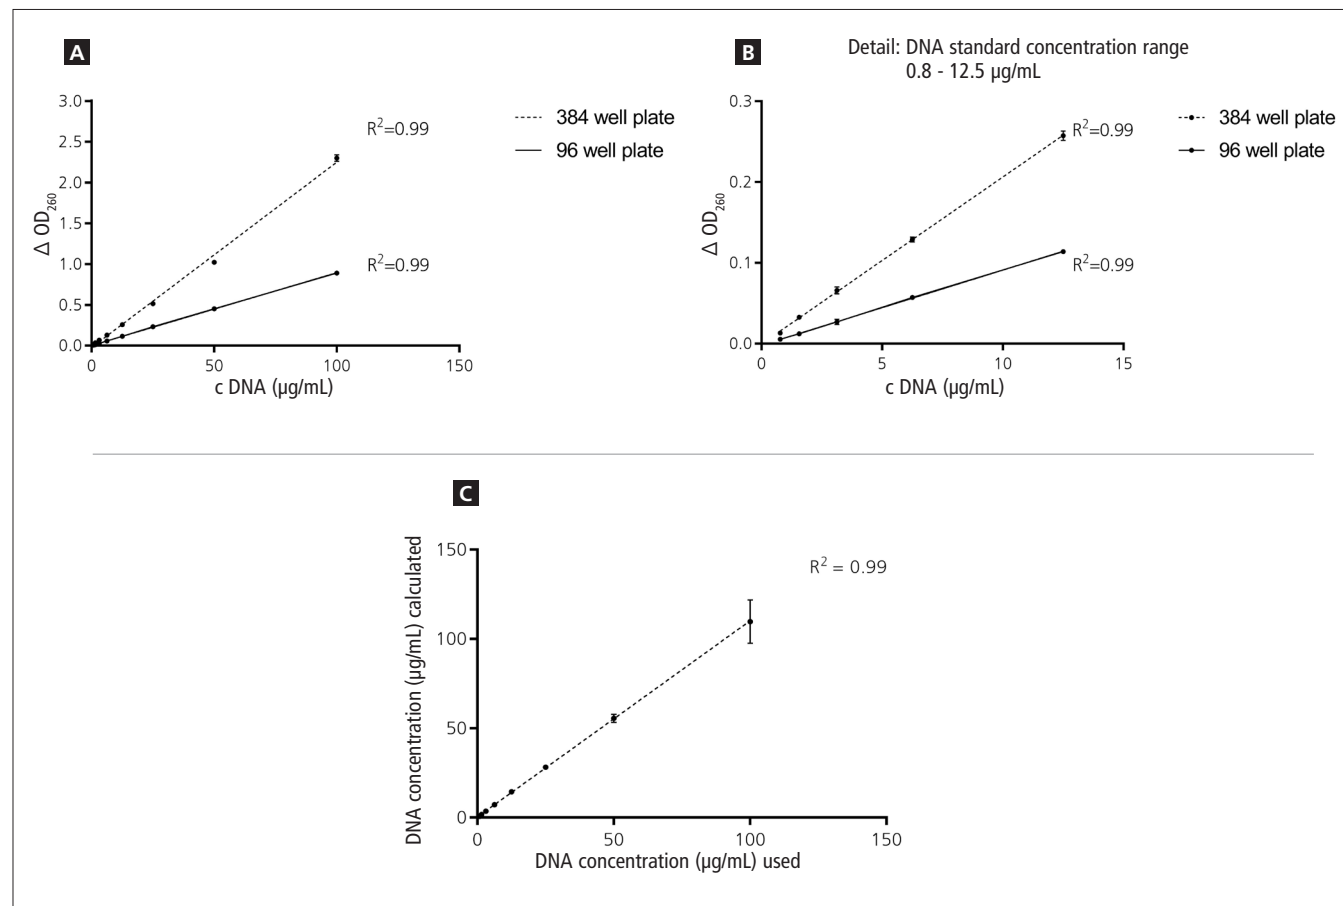 A
3.0
2.5
2.0
1.5
1.0
0.5
0.0
Δ OD260
0
50
100
150
c DNA (µg/mL)
R2=0.99
R2=0.99
384 well plate
96 well plate
B
Detail: DNA standard concentration range
0.8 - 12.5 µg/mL
0.3
0.2
0.1
0.0
Δ OD260
0
5
10
15
c DNA (µg/mL)
R2=0.99
R2=0.99
384 well plate
96 well plate
C
150
100
50
0
DNA concentration (µg/mL) calculated
0
50
100
150
DNA concentration (µg/mL) used
R2 = 0.99